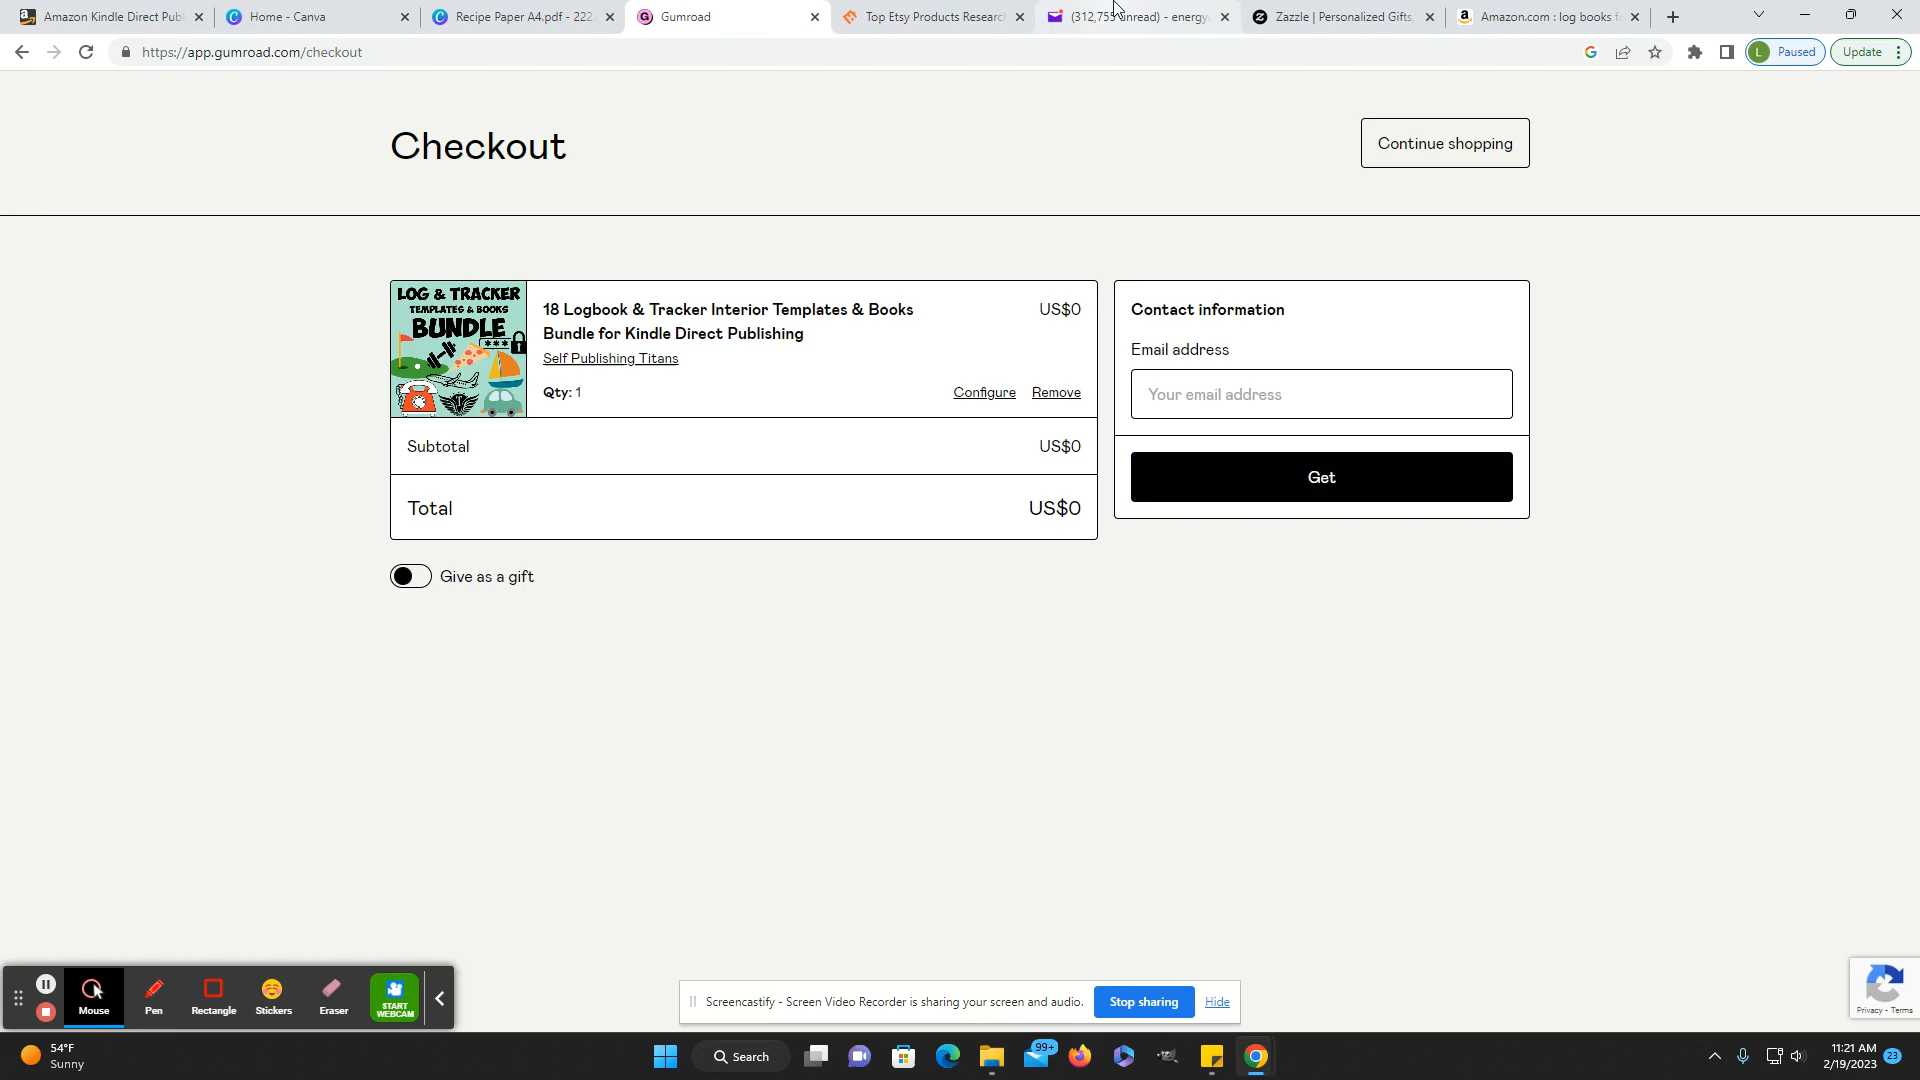 Amazon Kindle Direct Publ
Home - Canva
Recipe Paper A4.pdf - 222
Gumroad
Top Etsy Products Research
(312,755 unread) - energyc
Zazzle | Personalized Gifts,
Amazon.com : log books f
https://app.gumroad.com/checkout
L Paused
Update
Checkout
Continue shopping
LOG & TRACKER
TEMPLATES & BOOKS
BUNDLE
***
18 Logbook & Tracker Interior Templates & Books
Bundle for Kindle Direct Publishing
US$0
Self Publishing Titans
Qty: 1
Configure
Remove
Subtotal
US$0
Total
US$0
Give as a gift
Contact information
Email address
Your email address
Get
Mouse
Pen
Rectangle
Stickers
Eraser
START
WEBCAM
Screencastify - Screen Video Recorder is sharing your screen and audio.
Stop sharing
Hide
Privacy - Terms
54°F
Sunny
Search
99+
11:21 AM
2/19/2023
23